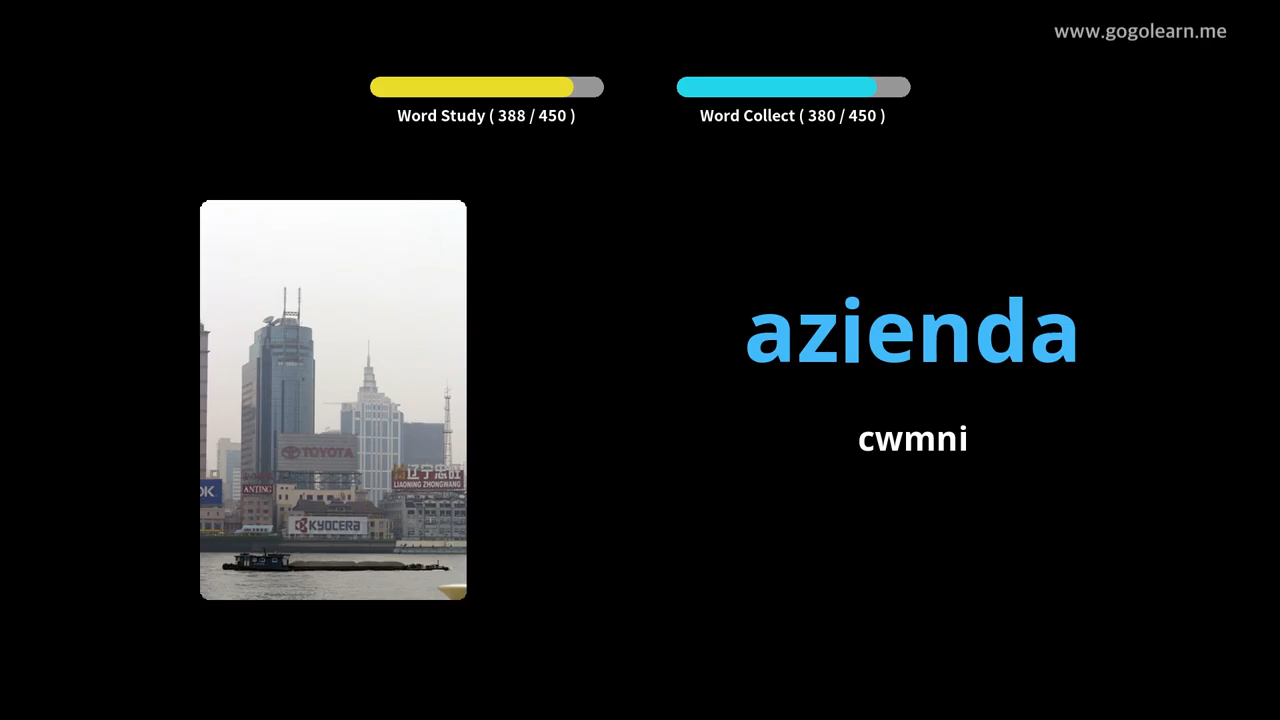 www.gogolearn.me
Word Study ( 388 / 450 )
Word Collect ( 380 / 450 )
azienda
cwmni
TOYOTA
辽宁忠旺
LIAONING ZHONGWANG
OK
ANTING
KYOCERA